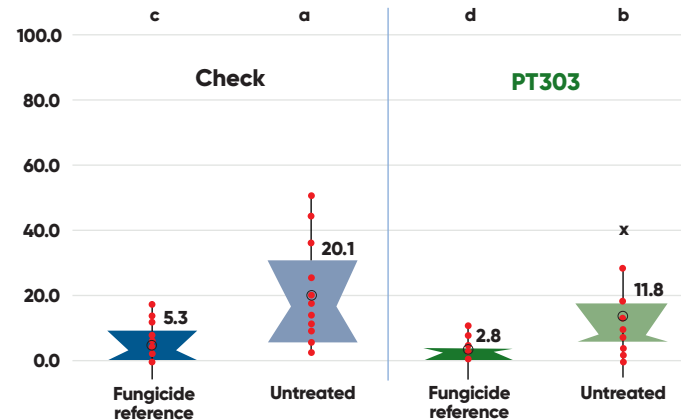 c a d b
100.0
Check PT303
80.0
60.0
40.0 x
20.1
20.0 11.8
5.3 2.8
0.0
Fungicide Untreated Fungicide Untreated
reference reference